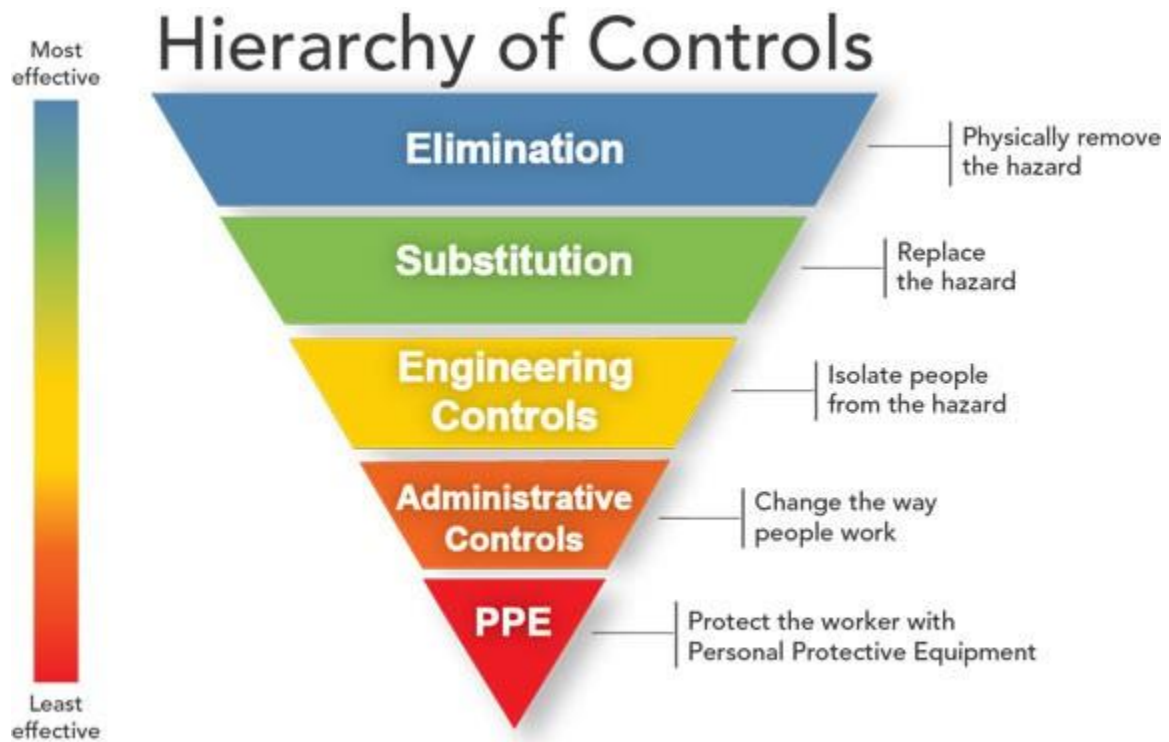 Hierarchy of Controls
Most
effective
Elimination
Physically remove
the hazard
Substitution
Replace
the hazard
Engineering
Controls
Isolate people
from the hazard
Administrative
Controls
Change the way
people work
PPE
Protect the worker with
Personal Protective Equipment
Least
effective